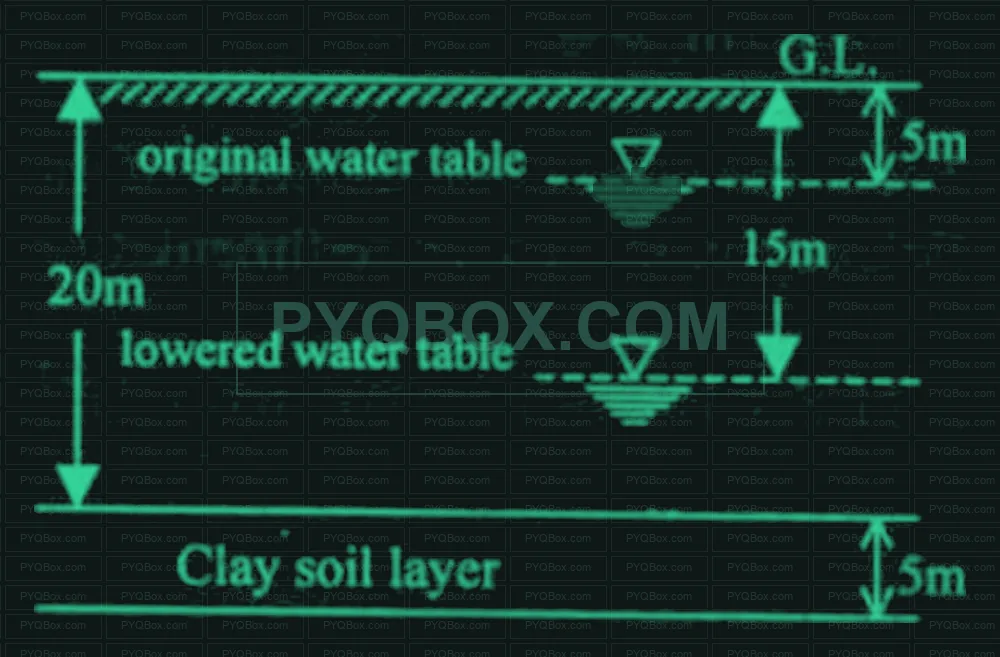 G.L.
original water table
5m
15m
20m
PYQBOX.COM
lowered water table
Clay soil layer
5m